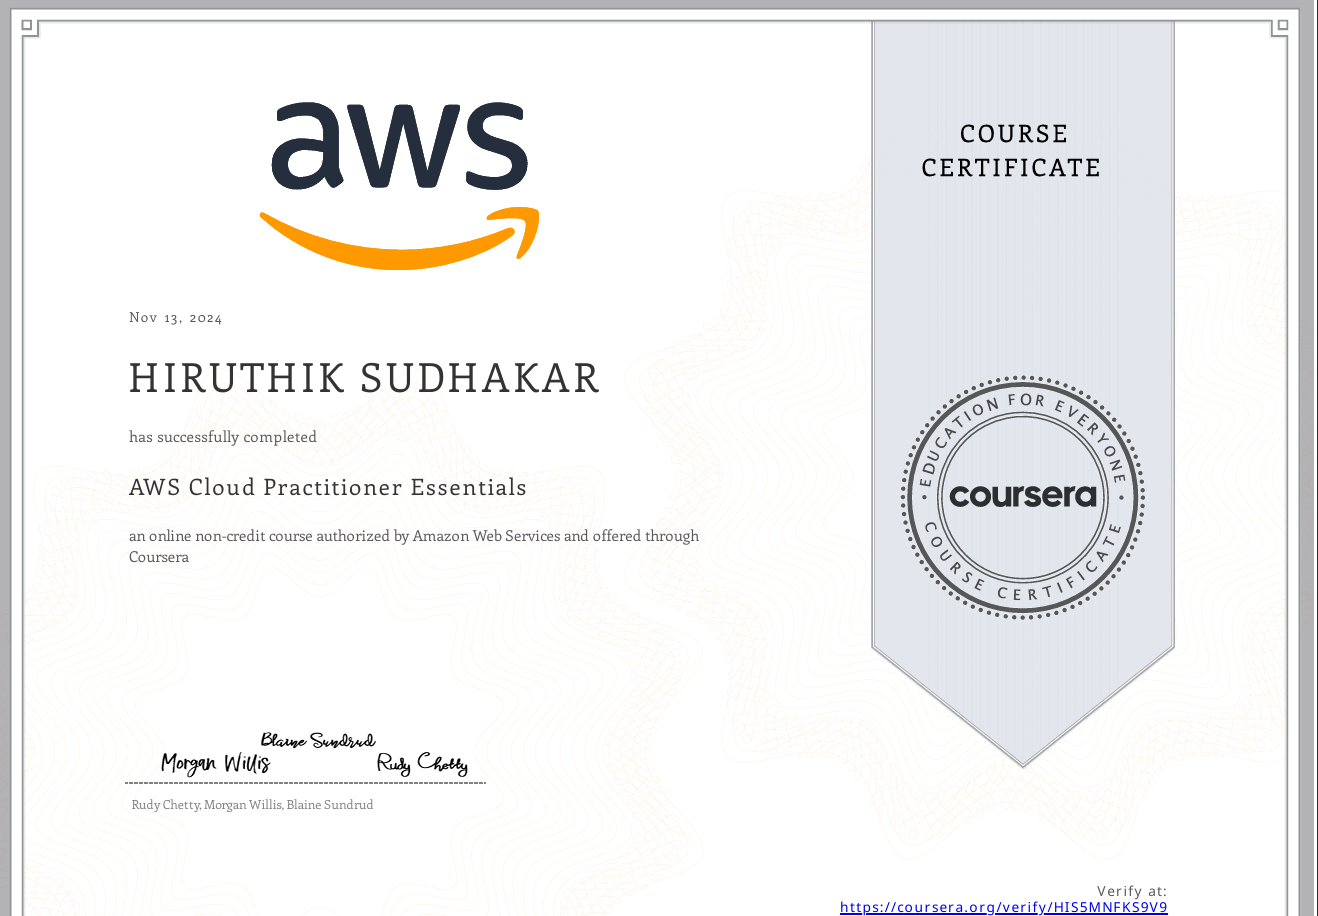 aws
COURSE
CERTIFICATE
Nov 13, 2024
HIRUTHIK SUDHAKAR
has successfully completed
AWS Cloud Practitioner Essentials
an online non-credit course authorized by Amazon Web Services and offered through
Coursera
EDUCATION FOR EVERYONE
coursera
COURSE CERTIFICATE
Blaine Sundrud
Morgan Willis Rudy Chetty
Rudy Chetty, Morgan Willis, Blaine Sundrud
Verify at:
https://coursera.org/verify/HIS5MNFKS9V9